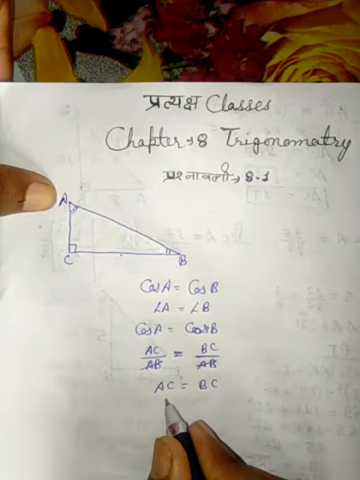 प्रत्यक्ष Classes
Chapter→8 Trigonomatry
प्रश्नावली→8.1
A
C
B
CosA = CosB
∠A = ∠B
CosA = CosB
AC/AB = BC/AB
AC = BC